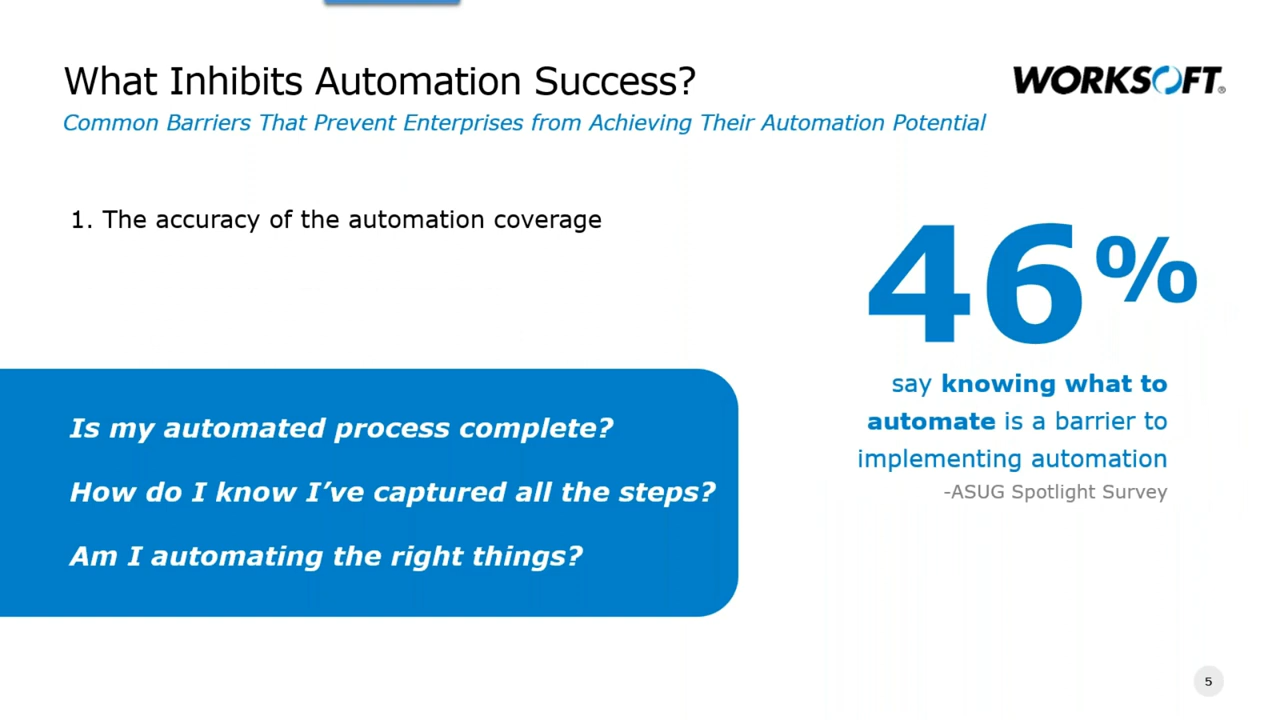 What Inhibits Automation Success?
WORKSOFT®
Common Barriers That Prevent Enterprises from Achieving Their Automation Potential
1. The accuracy of the automation coverage
46%
say knowing what to
automate is a barrier to
implementing automation
-ASUG Spotlight Survey
Is my automated process complete?
How do I know I’ve captured all the steps?
Am I automating the right things?
5